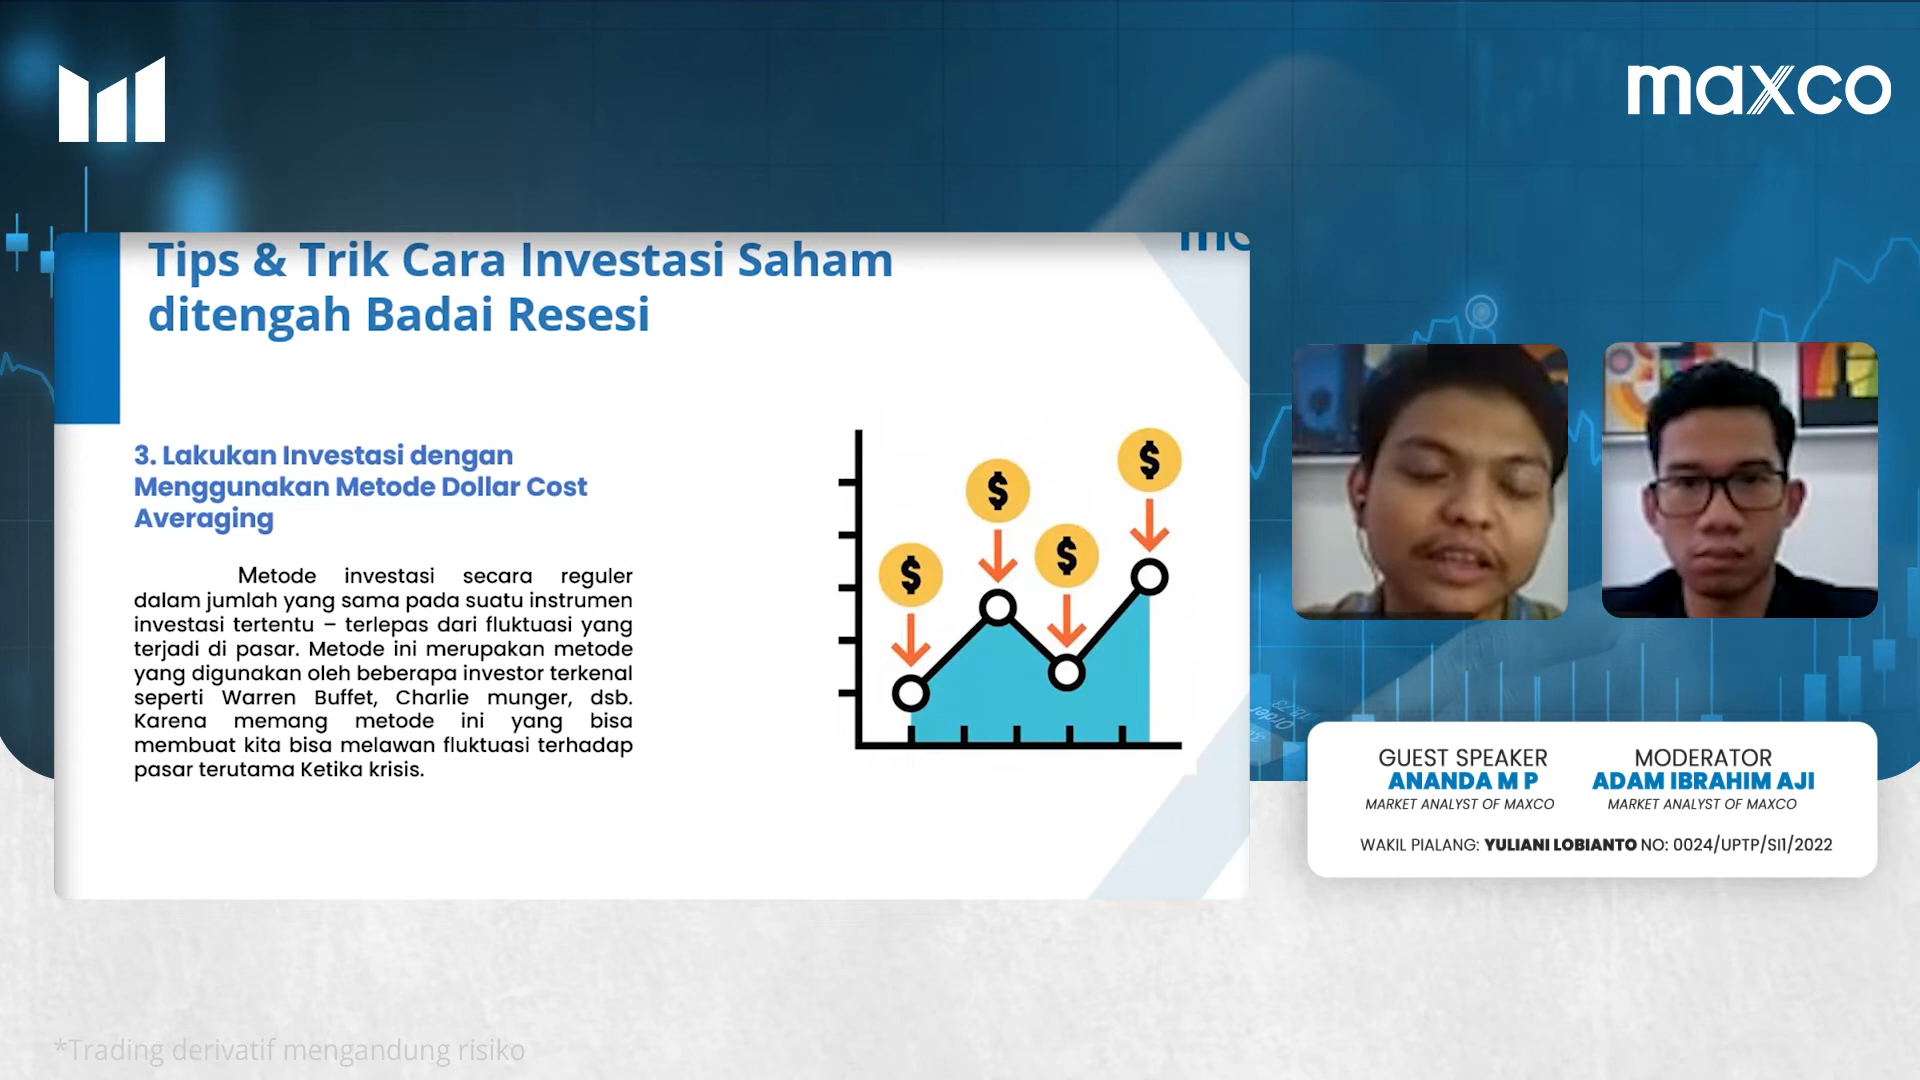 maxco
Tips & Trik Cara Investasi Saham
ditengah Badai Resesi
3. Lakukan Investasi dengan
Menggunakan Metode Dollar Cost
Averaging
Metode investasi secara reguler
dalam jumlah yang sama pada suatu instrumen
investasi tertentu – terlepas dari fluktuasi yang
terjadi di pasar. Metode ini merupakan metode
yang digunakan oleh beberapa investor terkenal
seperti Warren Buffet, Charlie munger, dsb.
Karena memang metode ini yang bisa
membuat kita bisa melawan fluktuasi terhadap
pasar terutama Ketika krisis.
$
$
$
$
GUEST SPEAKER
ANANDA M P
MARKET ANALYST OF MAXCO
MODERATOR
ADAM IBRAHIM AJI
MARKET ANALYST OF MAXCO
WAKIL PIALANG: YULIANI LOBIANTO NO: 0024/UPTP/SI1/2022
*Trading derivatif mengandung risiko